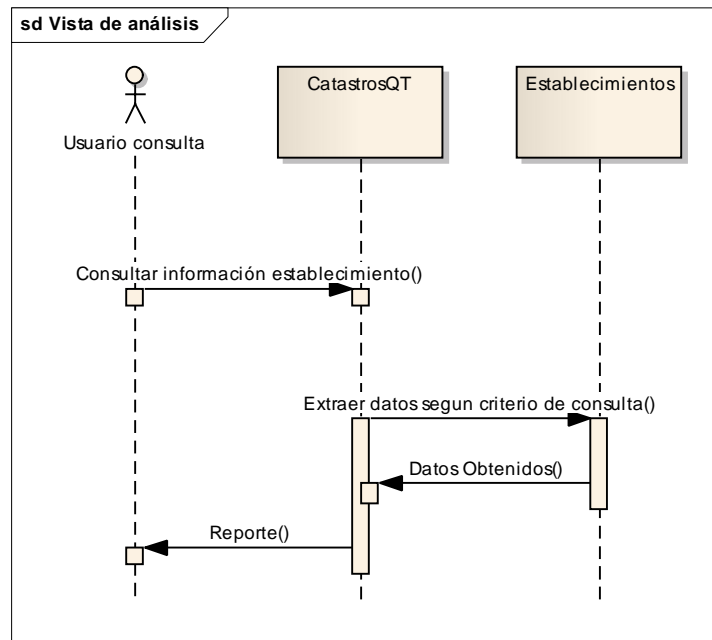 sd Vista de análisis
Usuario consulta
CatastrosQT
Establecimientos
Consultar información establecimiento()
Extraer datos segun criterio de consulta()
Datos Obtenidos()
Reporte()